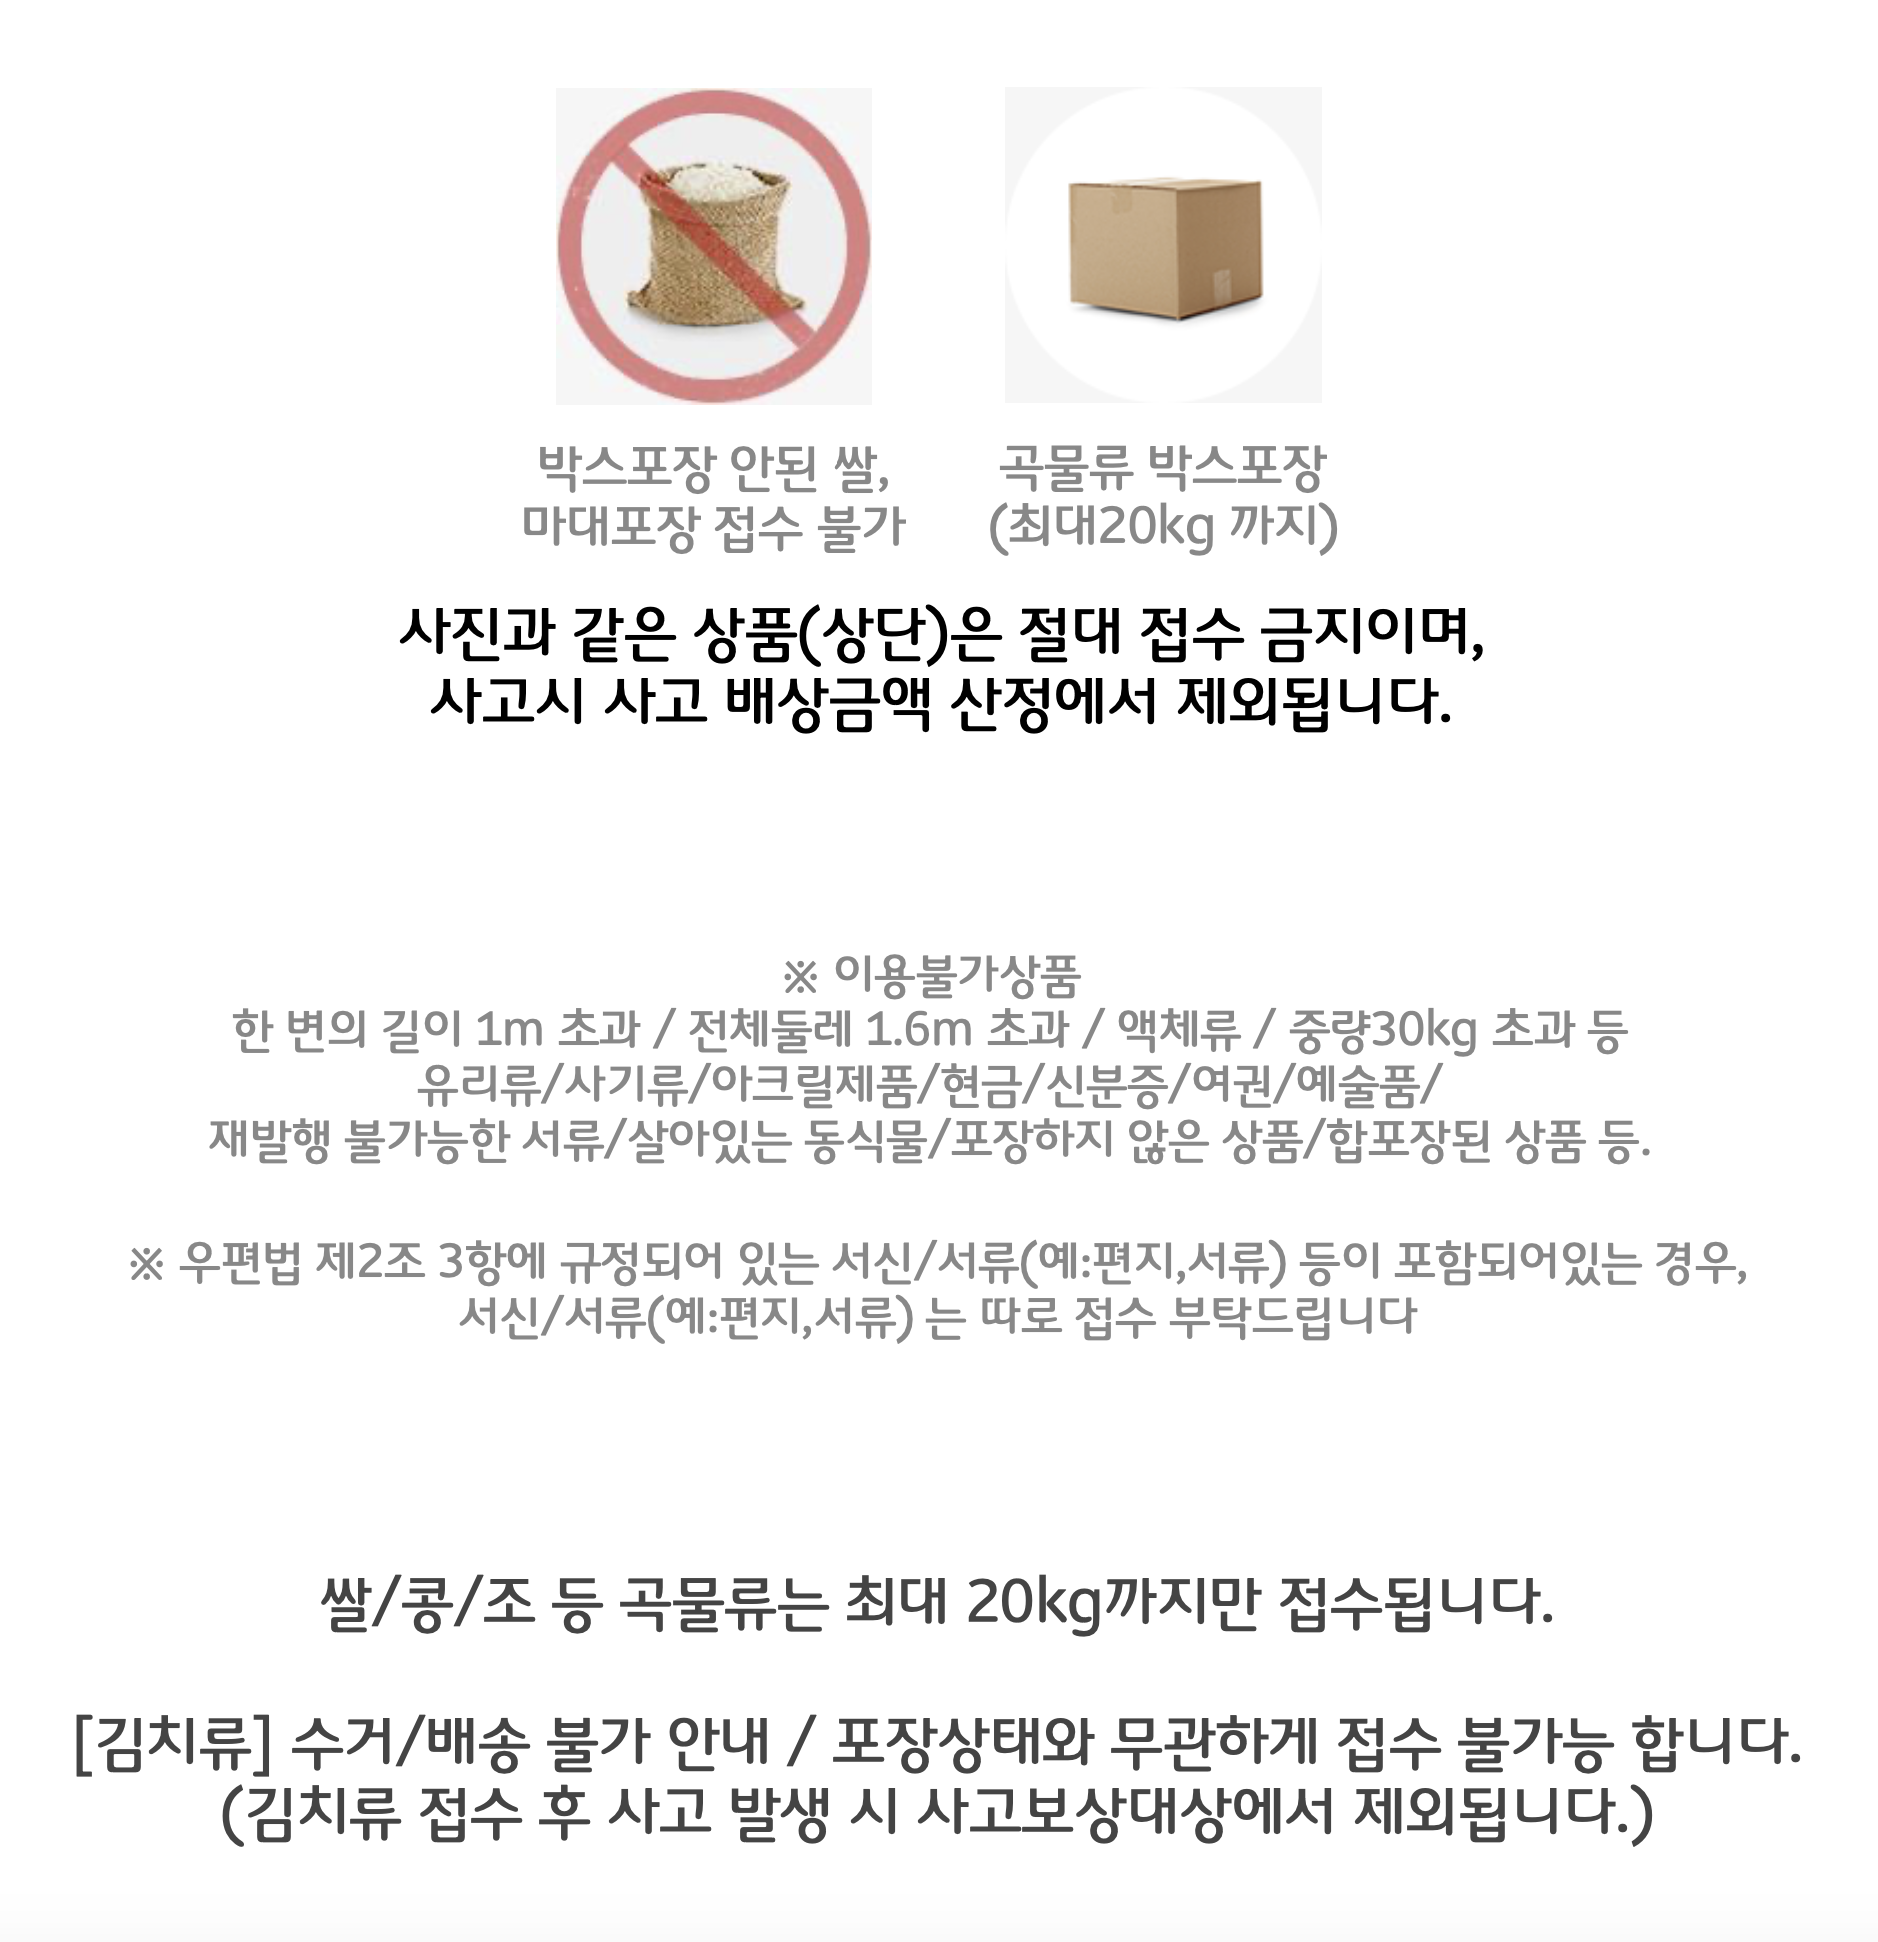 박스포장 안된 쌀,
마대포장 접수 불가
곡물류 박스포장
(최대20kg 까지)
사진과 같은 상품(상단)은 절대 접수 금지이며,
사고시 사고 배상금액 산정에서 제외됩니다.
※ 이용불가상품
한 변의 길이 1m 초과 / 전체둘레 1.6m 초과 / 액체류 / 중량30kg 초과 등
유리류/사기류/아크릴제품/현금/신분증/여권/예술품/
재발행 불가능한 서류/살아있는 동식물/포장하지 않은 상품/합포장된 상품 등.
※ 우편법 제2조 3항에 규정되어 있는 서신/서류(예:편지,서류) 등이 포함되어있는 경우,
서신/서류(예:편지,서류) 는 따로 접수 부탁드립니다
쌀/콩/조 등 곡물류는 최대 20kg까지만 접수됩니다.
[김치류] 수거/배송 불가 안내 / 포장상태와 무관하게 접수 불가능 합니다.
(김치류 접수 후 사고 발생 시 사고보상대상에서 제외됩니다.)